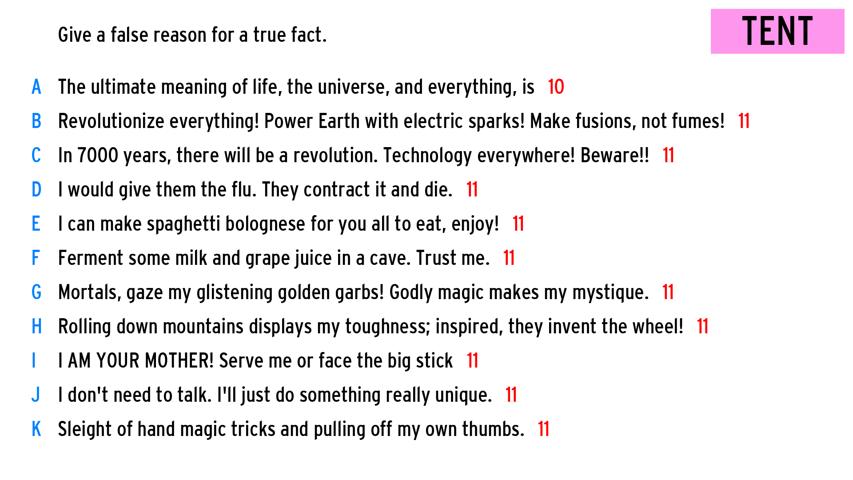 Give a false reason for a true fact.
TENT
A The ultimate meaning of life, the universe, and everything, is 10
B Revolutionize everything! Power Earth with electric sparks! Make fusions, not fumes! 11
C In 7000 years, there will be a revolution. Technology everywhere! Beware!! 11
D I would give them the flu. They contract it and die. 11
E I can make spaghetti bolognese for you all to eat, enjoy! 11
F Ferment some milk and grape juice in a cave. Trust me. 11
G Mortals, gaze my glistening golden garbs! Godly magic makes my mystique. 11
H Rolling down mountains displays my toughness; inspired, they invent the wheel! 11
I I AM YOUR MOTHER! Serve me or face the big stick 11
J I don't need to talk. I'll just do something really unique. 11
K Sleight of hand magic tricks and pulling off my own thumbs. 11